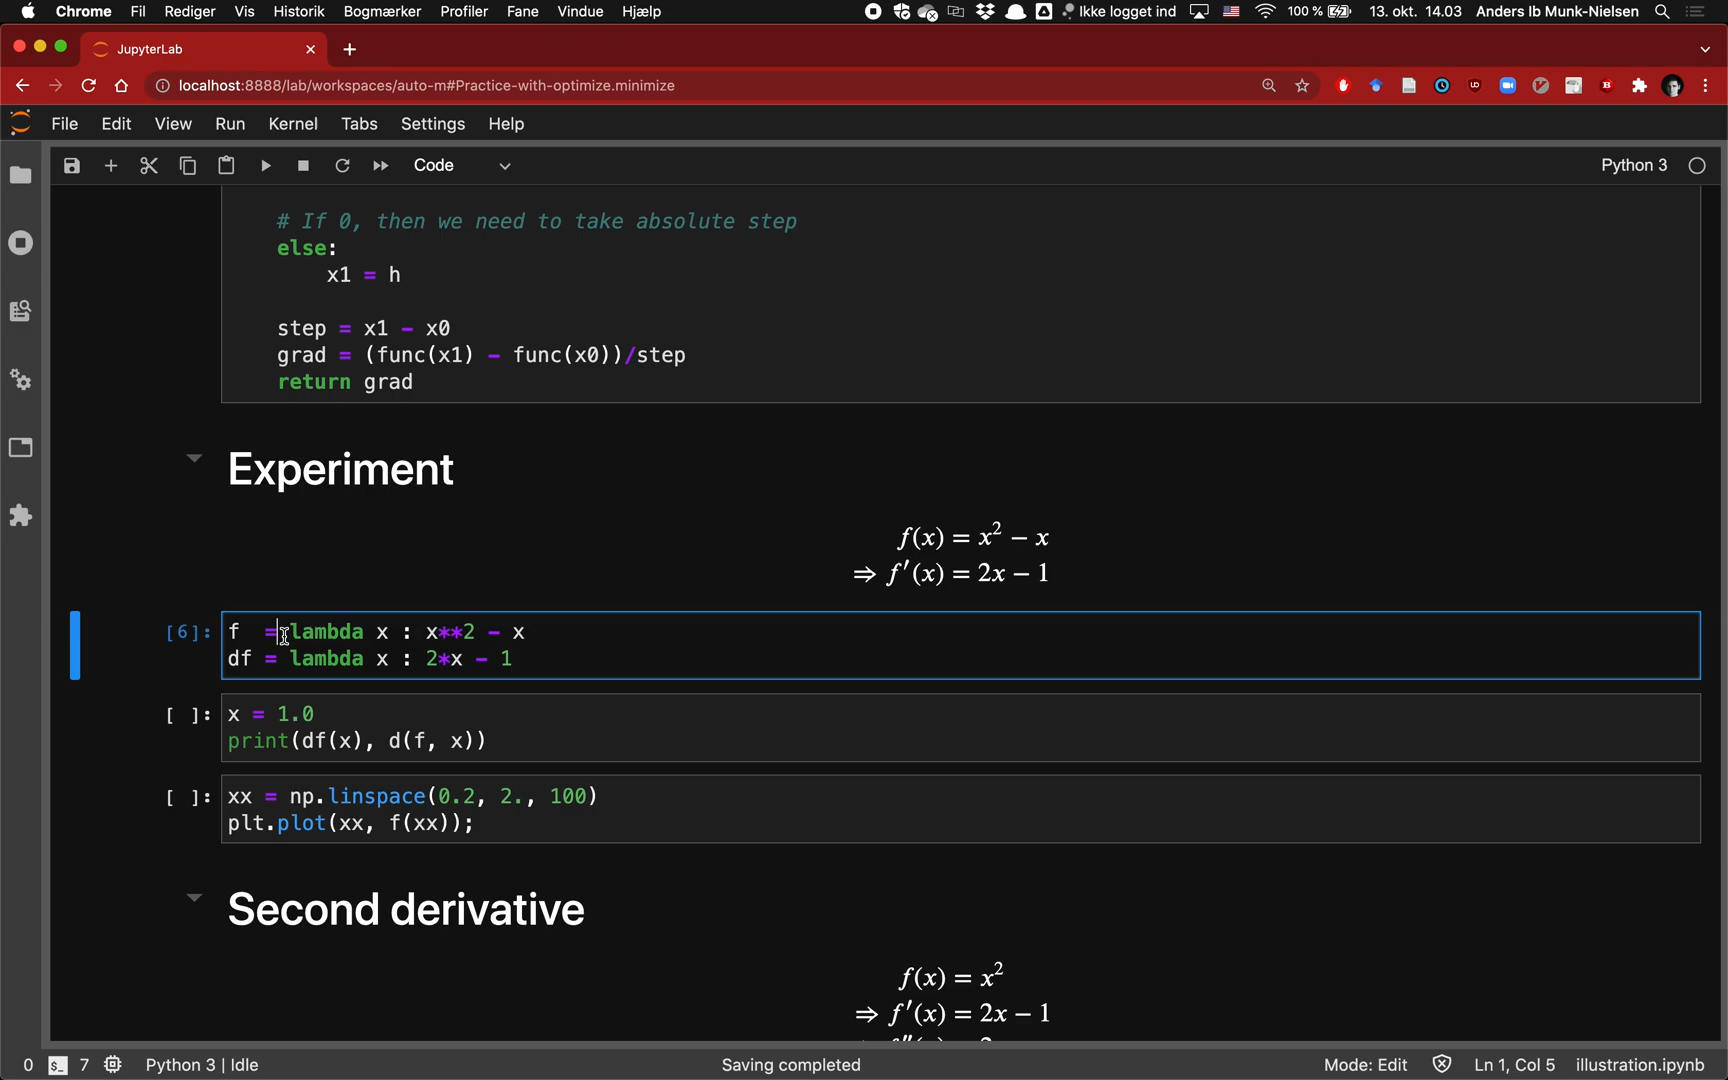 Chrome Fil Rediger Vis Historik Bogmærker Profiler Fane Vindue Hjælp Ikke logget ind 100 % 13. okt. 14.03 Anders Ib Munk-Nielsen
JupyterLab
localhost:8888/lab/workspaces/auto-m#Practice-with-optimize.minimize
File Edit View Run Kernel Tabs Settings Help
Code Python 3
# If 0, then we need to take absolute step
else:
x1 = h
step = x1 - x0
grad = (func(x1) - func(x0))/step
return grad
Experiment
f(x) = x² − x
⇒ f′(x) = 2x − 1
[6]: f = lambda x : x**2 - x
df = lambda x : 2*x - 1
[ ]: x = 1.0
print(df(x), d(f, x))
[ ]: xx = np.linspace(0.2, 2., 100)
plt.plot(xx, f(xx));
Second derivative
f(x) = x²
⇒ f′(x) = 2x − 1
0 $_ 7 Python 3 | Idle Saving completed Mode: Edit Ln 1, Col 5 illustration.ipynb